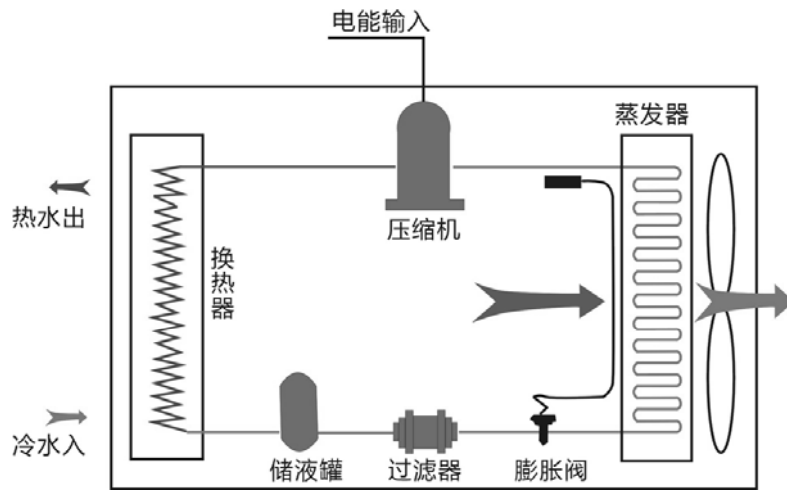 电能输入
蒸发器
热水出
压缩机
换热器
冷水入
储液罐
过滤器
膨胀阀